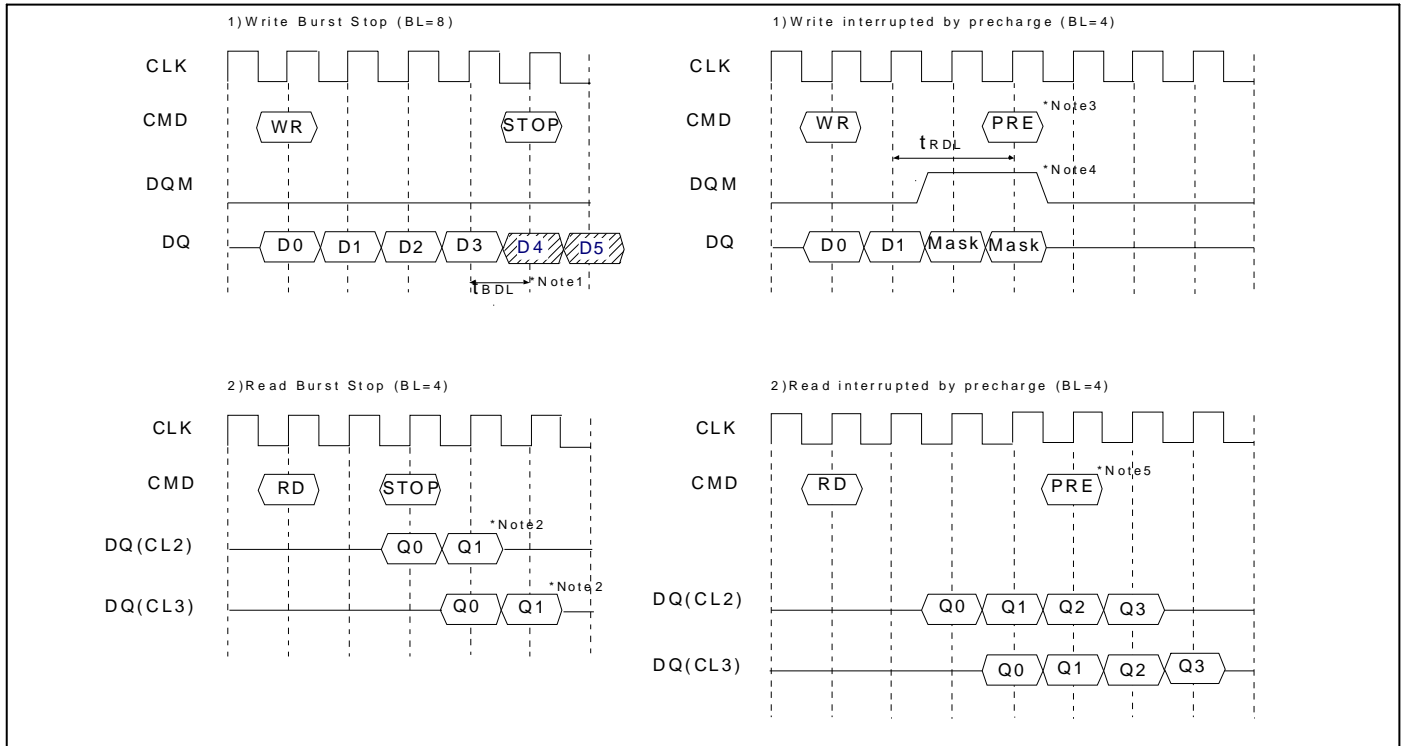 1)Write Burst Stop (BL=8)
CLK
CMD
WR
STOP
DQM
DQ
D0 D1 D2 D3 D4 D5
tBDL *Note1
1)Write interrupted by precharge (BL=4)
CLK
CMD
WR
PRE
*Note3
tRDL
DQM
*Note4
DQ
D0 D1 Mask Mask
2)Read Burst Stop (BL=4)
CLK
CMD
RD
STOP
*Note2
DQ(CL2)
Q0 Q1
*Note2
DQ(CL3)
Q0 Q1
2)Read interrupted by precharge (BL=4)
CLK
CMD
RD
PRE
*Note5
DQ(CL2)
Q0 Q1 Q2 Q3
DQ(CL3)
Q0 Q1 Q2 Q3